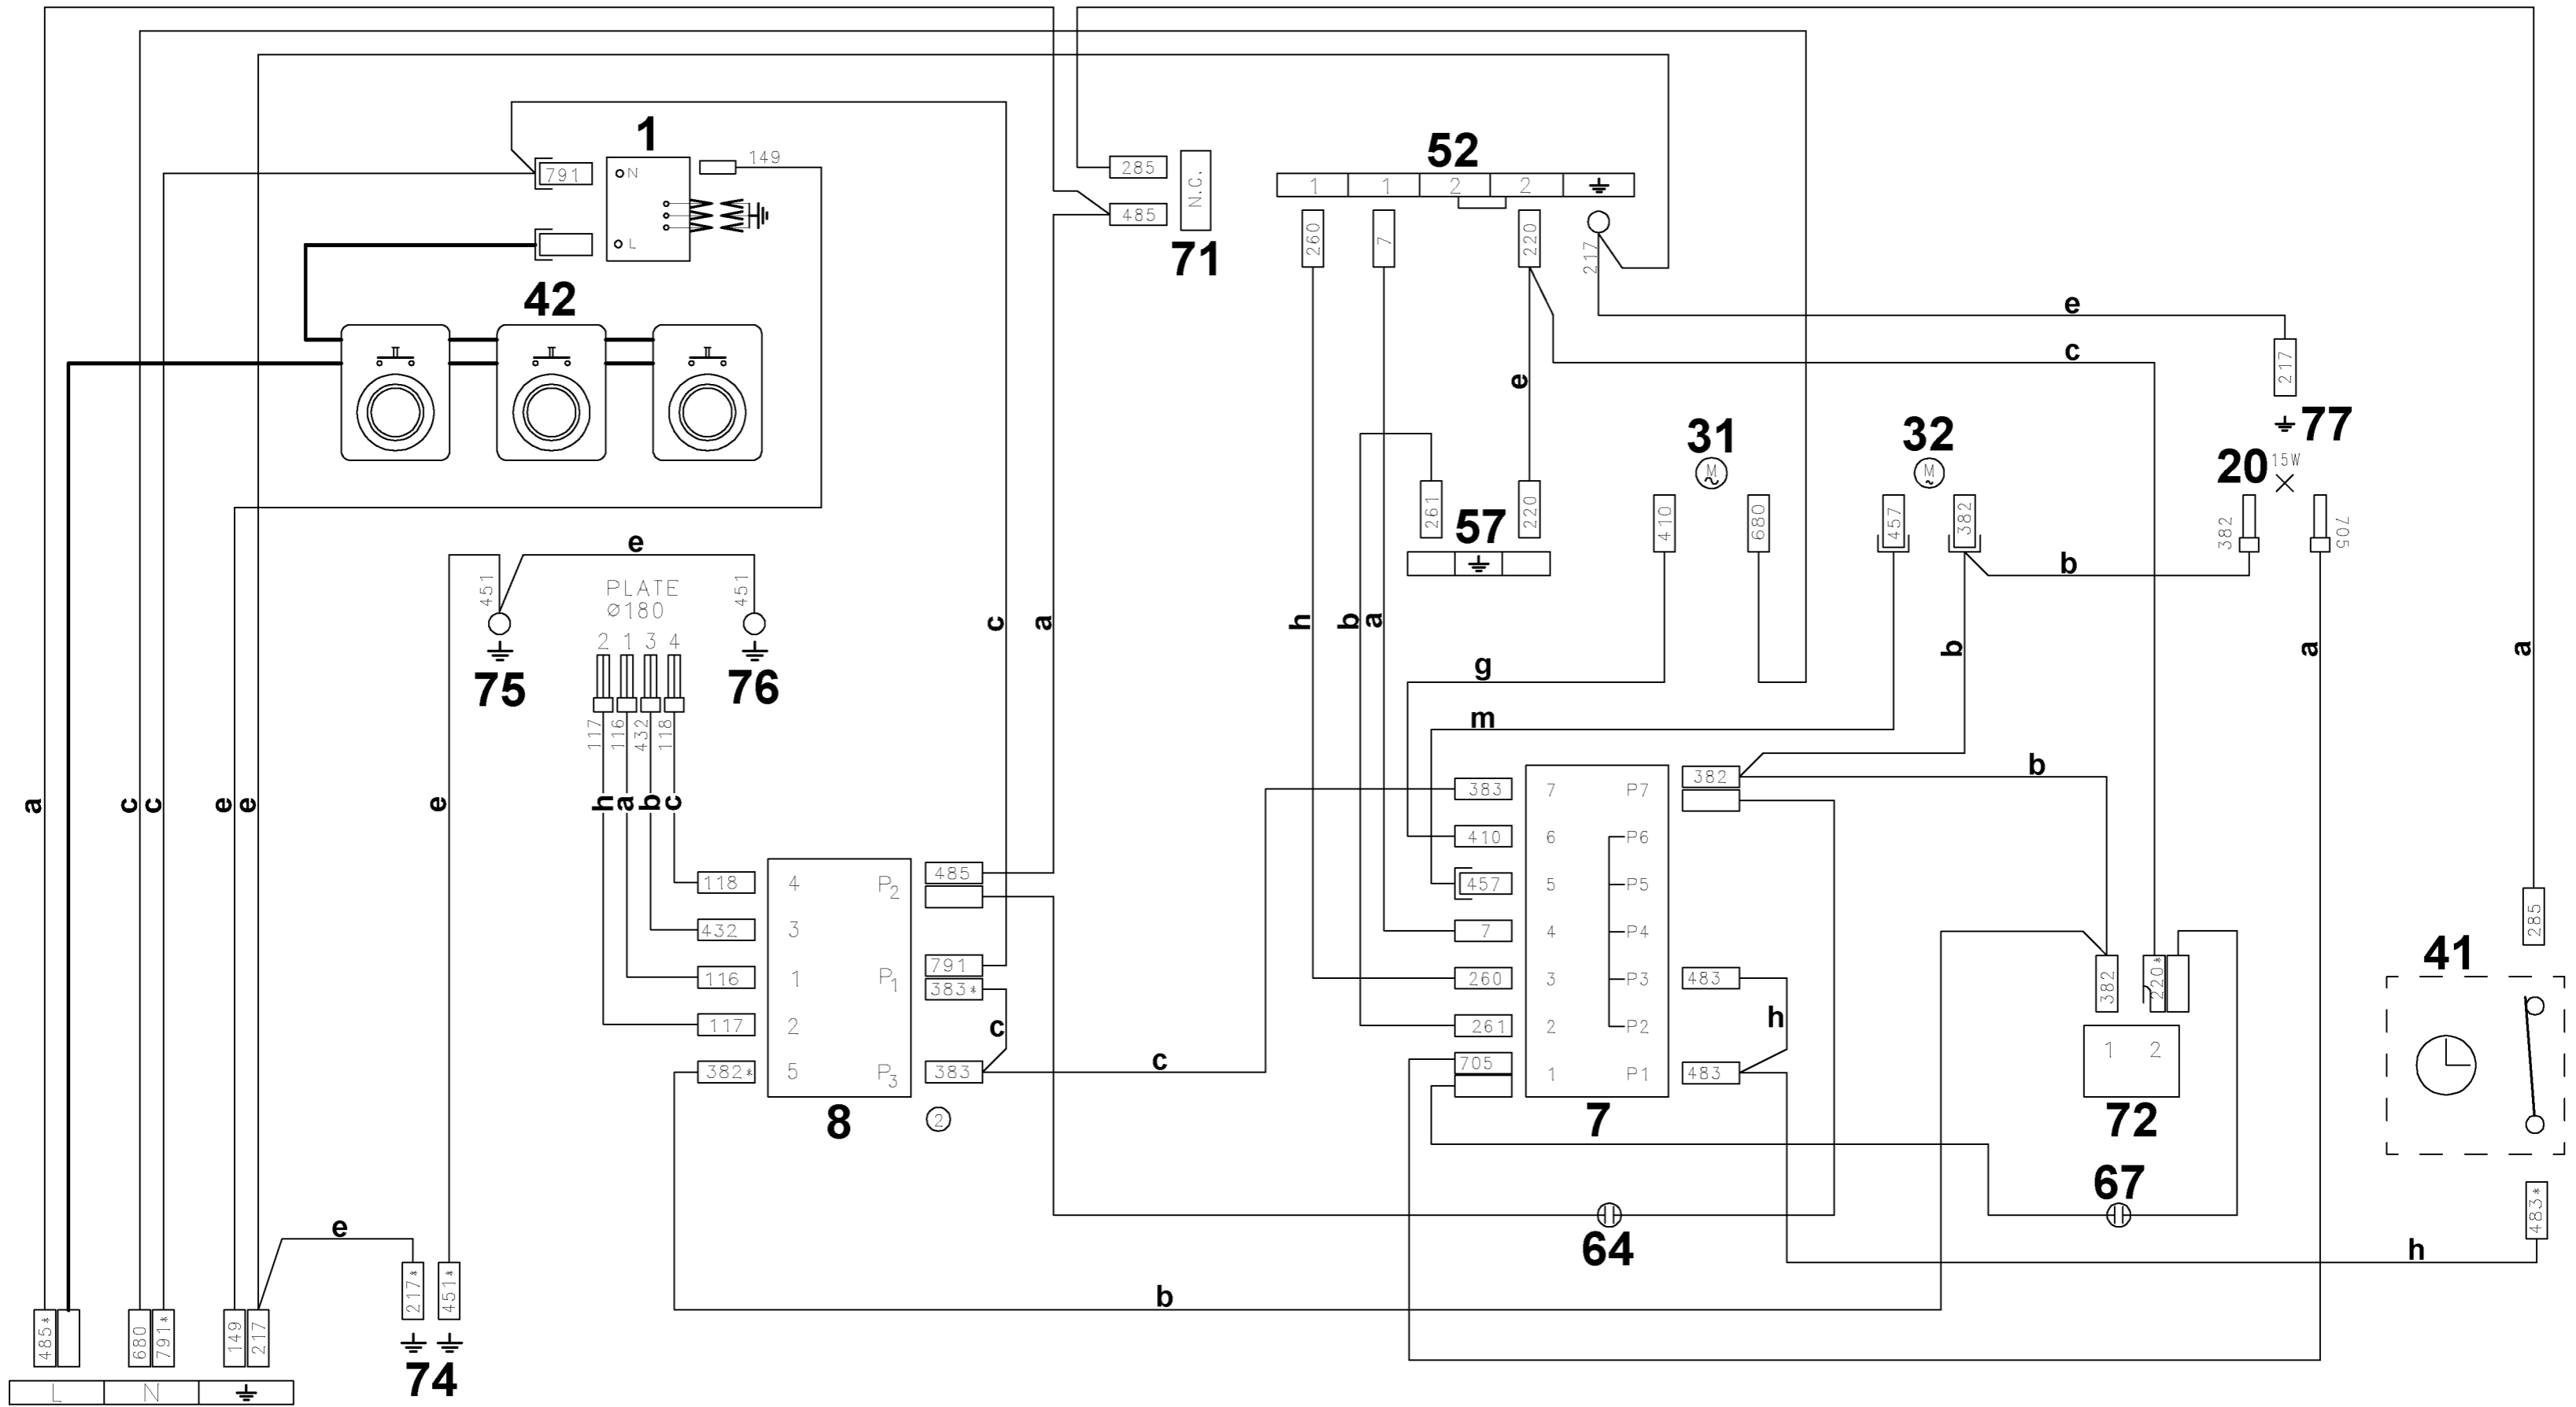 1
149
791
N
L
42
285
485
N.C.
71
52
1 1 2 2
260
7
220
217
e
c
217
77
20 15W
382
705
31
M
410
680
32
M
457
382
b
e
261
57
220
451
e
451
75
76
PLATE
ø180
2 1 3 4
117
116
432
118
h a b c
c
a
h
b
a
g
m
b
a
a
a
c
c
e
e
e
118 4 P2 485
432 3
791
116 1 P1
383*
117 2
c
382* 5 P3 383
8
2
c
383 7 P7 382
b
410 6 P6
457 5 P5
7 4 P4
260 3 P3 483
261 2 P2
h
705
1 P1 483
7
382
220*
1 2
72
67
64
285
41
483*
h
b
e
217*
451*
74
485*
680
791*
149
217
L N